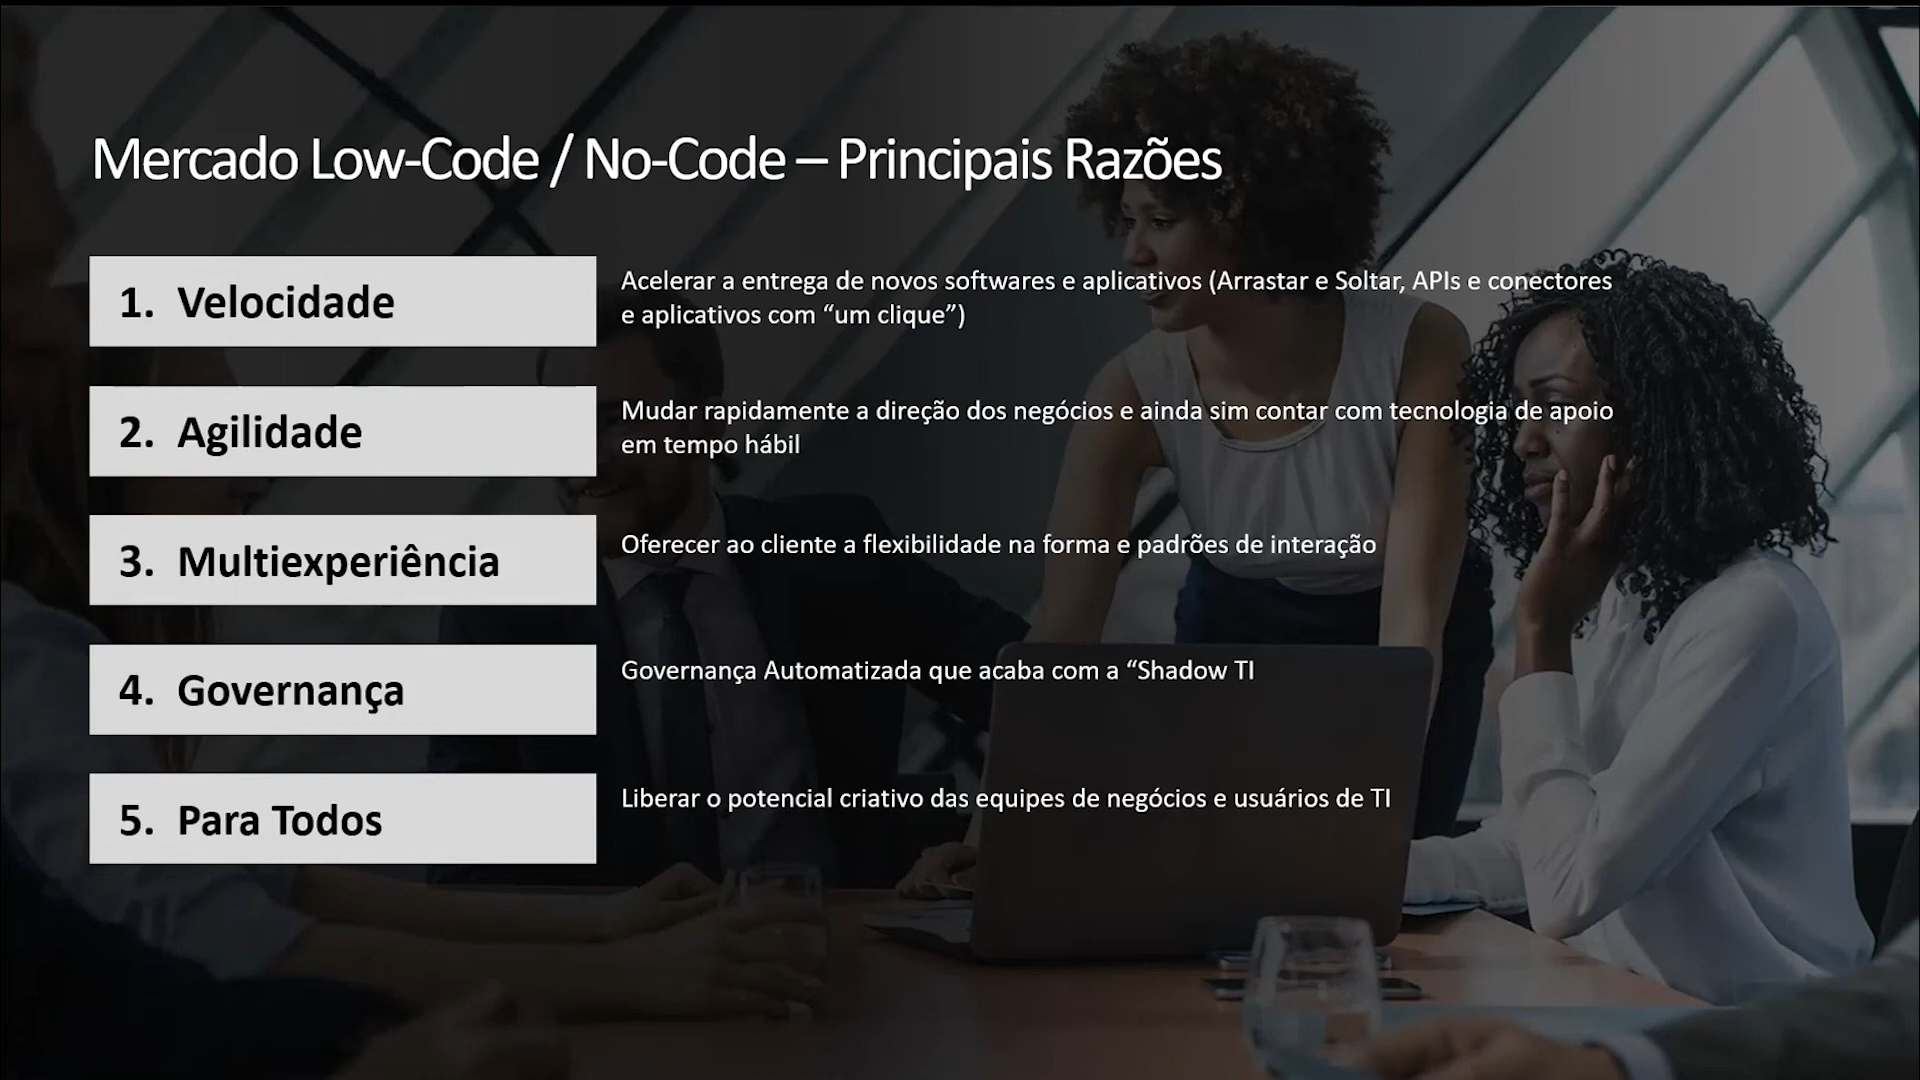 Mercado Low-Code / No-Code – Principais Razões
1. Velocidade
Acelerar a entrega de novos softwares e aplicativos (Arrastar e Soltar, APIs e conectores
e aplicativos com “um clique”)
2. Agilidade
Mudar rapidamente a direção dos negócios e ainda sim contar com tecnologia de apoio
em tempo hábil
3. Multiexperiência
Oferecer ao cliente a flexibilidade na forma e padrões de interação
4. Governança
Governança Automatizada que acaba com a “Shadow TI
5. Para Todos
Liberar o potencial criativo das equipes de negócios e usuários de TI